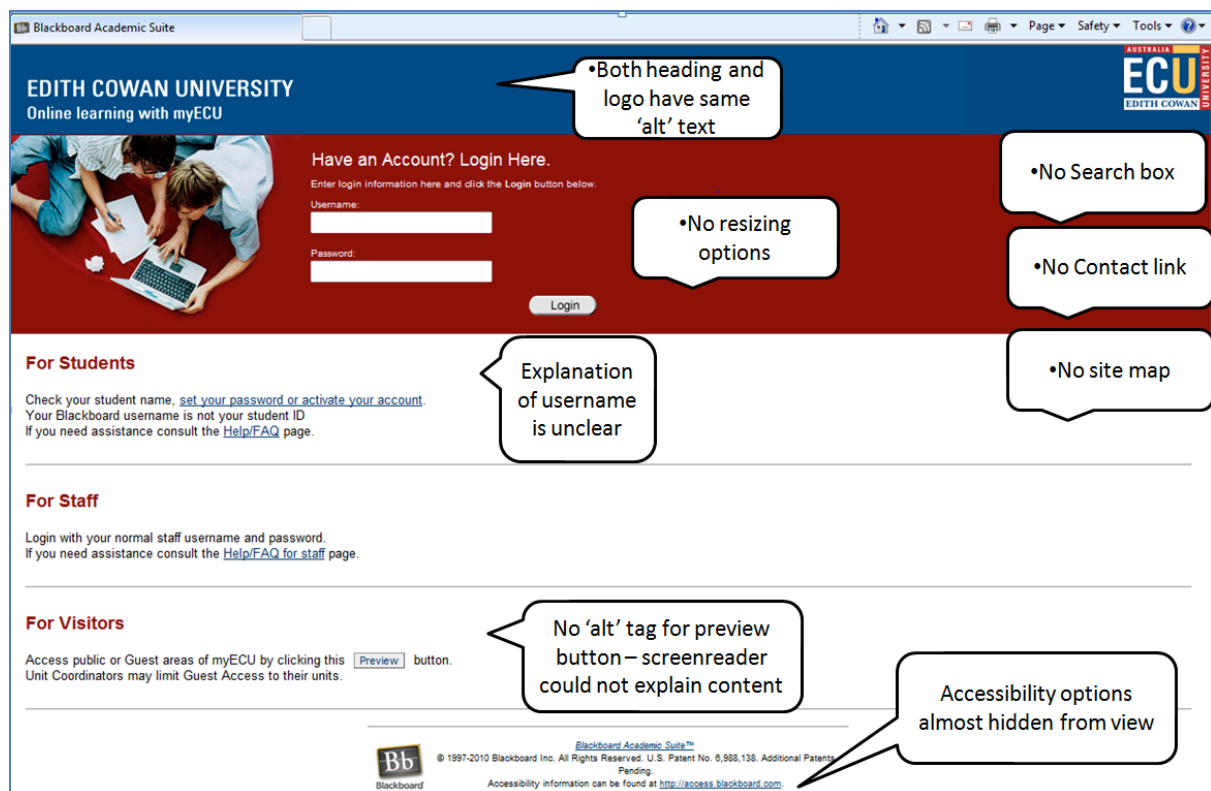 Blackboard Academic Suite
Page
Safety
Tools
EDITH COWAN UNIVERSITY
Online learning with myECU
•Both heading and
logo have same
‘alt’ text
AUSTRALIA
ECU
EDITH COWAN
UNIVERSITY
Have an Account? Login Here.
Enter login information here and click the Login button below.
Username:
Password:
Login
•No resizing
options
•No Search box
•No Contact link
•No site map
For Students
Check your student name, set your password or activate your account.
Your Blackboard username is not your student ID
If you need assistance consult the Help/FAQ page.
Explanation
of username
is unclear
For Staff
Login with your normal staff username and password.
If you need assistance consult the Help/FAQ for staff page.
For Visitors
Access public or Guest areas of myECU by clicking this Preview button.
Unit Coordinators may limit Guest Access to their units.
No ‘alt’ tag for preview
button – screenreader
could not explain content
Accessibility options
almost hidden from view
Bb
Blackboard
Blackboard Academic Suite™
© 1997-2010 Blackboard Inc. All Rights Reserved. U.S. Patent No. 6,988,138. Additional Patents
Pending.
Accessibility information can be found at http://access.blackboard.com.